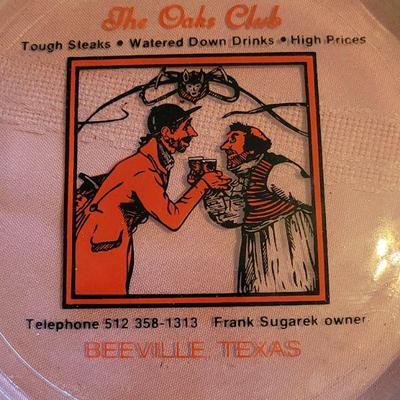 The Oaks Club
Tough Steaks • Watered Down Drinks • High Prices
Telephone 512 358-1313 Frank Sugarek owner
BEEVILLE, TEXAS